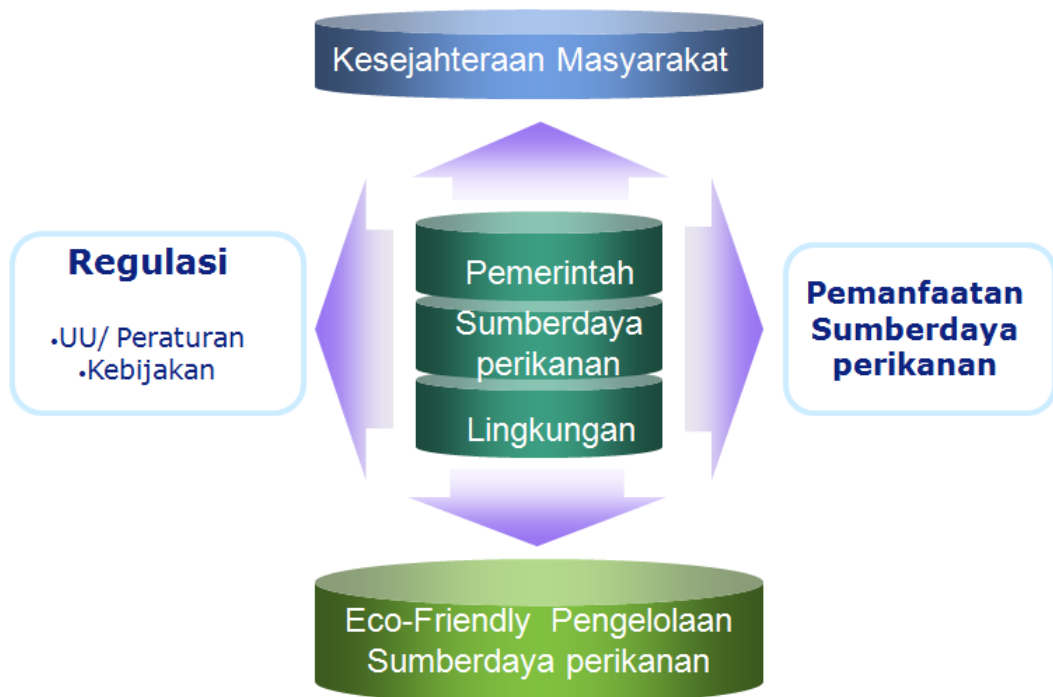 Kesejahteraan Masyarakat
Regulasi
•UU/ Peraturan
•Kebijakan
Pemerintah
Sumberdaya
perikanan
Lingkungan
Pemanfaatan
Sumberdaya
perikanan
Eco-Friendly Pengelolaan
Sumberdaya perikanan